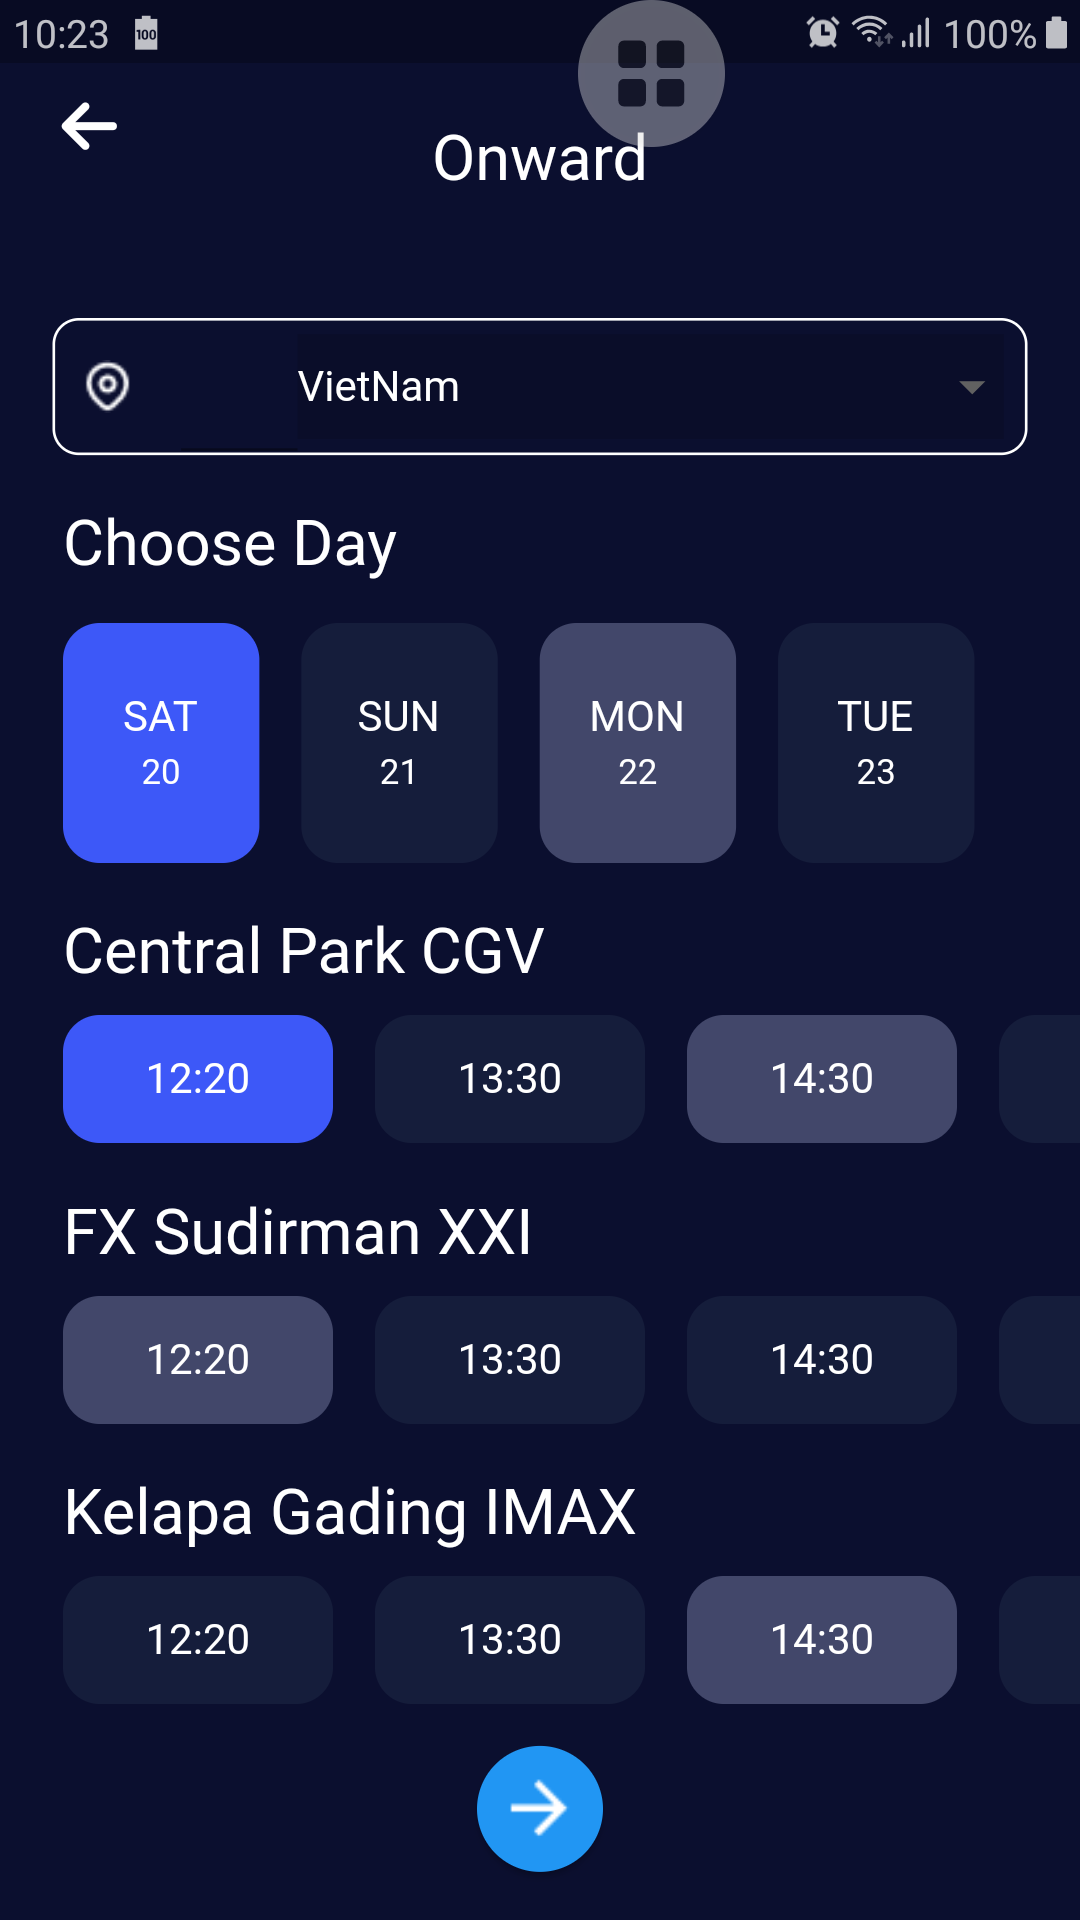 10:23 100 100%
Onward
VietNam
Choose Day
SAT SUN MON TUE
20 21 22 23
Central Park CGV
12:20 13:30 14:30
FX Sudirman XXI
12:20 13:30 14:30
Kelapa Gading IMAX
12:20 13:30 14:30